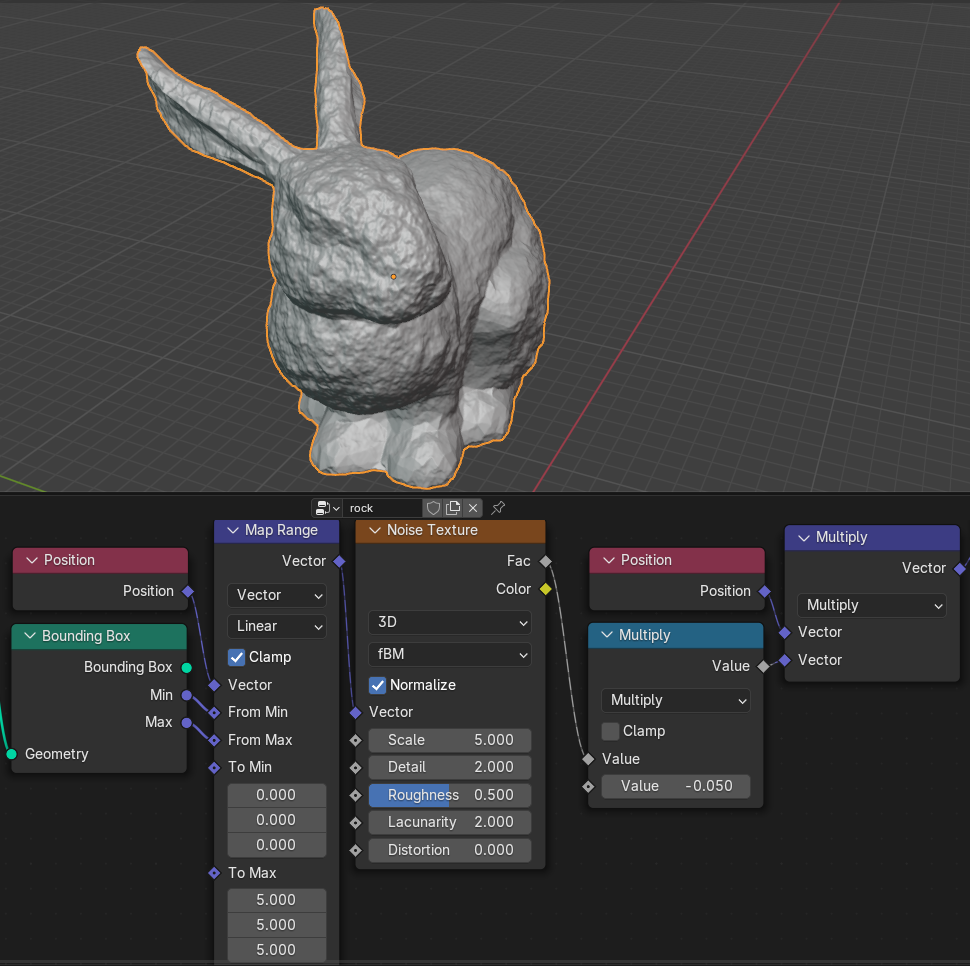 rock
Position
Position
Bounding Box
Bounding Box
Min
Max
Geometry
Map Range
Vector
Vector
Linear
Clamp
Vector
From Min
From Max
To Min
0.000
0.000
0.000
To Max
5.000
5.000
5.000
Noise Texture
Fac
Color
3D
fBM
Normalize
Vector
Scale 5.000
Detail 2.000
Roughness 0.500
Lacunarity 2.000
Distortion 0.000
Position
Position
Multiply
Value
Multiply
Clamp
Value
Value -0.050
Multiply
Vector
Multiply
Vector
Vector